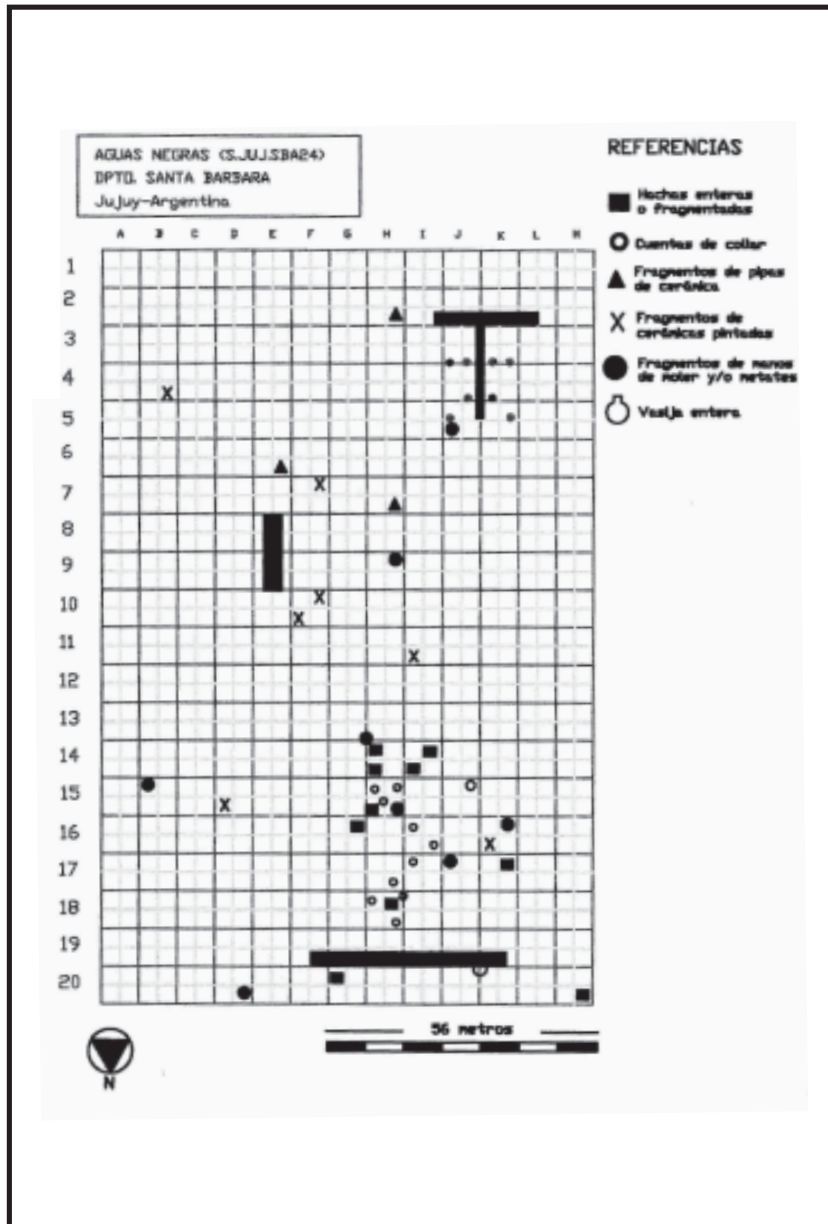 AGUAS NEGRAS (S.JUJ.SBA24)
DPTO. SANTA BARBARA
Jujuy-Argentina
REFERENCIAS
Hachas enteras
o fragmentadas
Cuentas de collar
Fragmentos de pipas
de cerámica
X Fragmentos de
cerámicas pintadas
Fragmentos de manos
de moler y/o metates
Vasija entera
A B C D E F G H I J K L M
1
2
3
4
5
6
7
8
9
10
11
12
13
14
15
16
17
18
19
20
X
X
X
X
X
X
X
56 metros
N